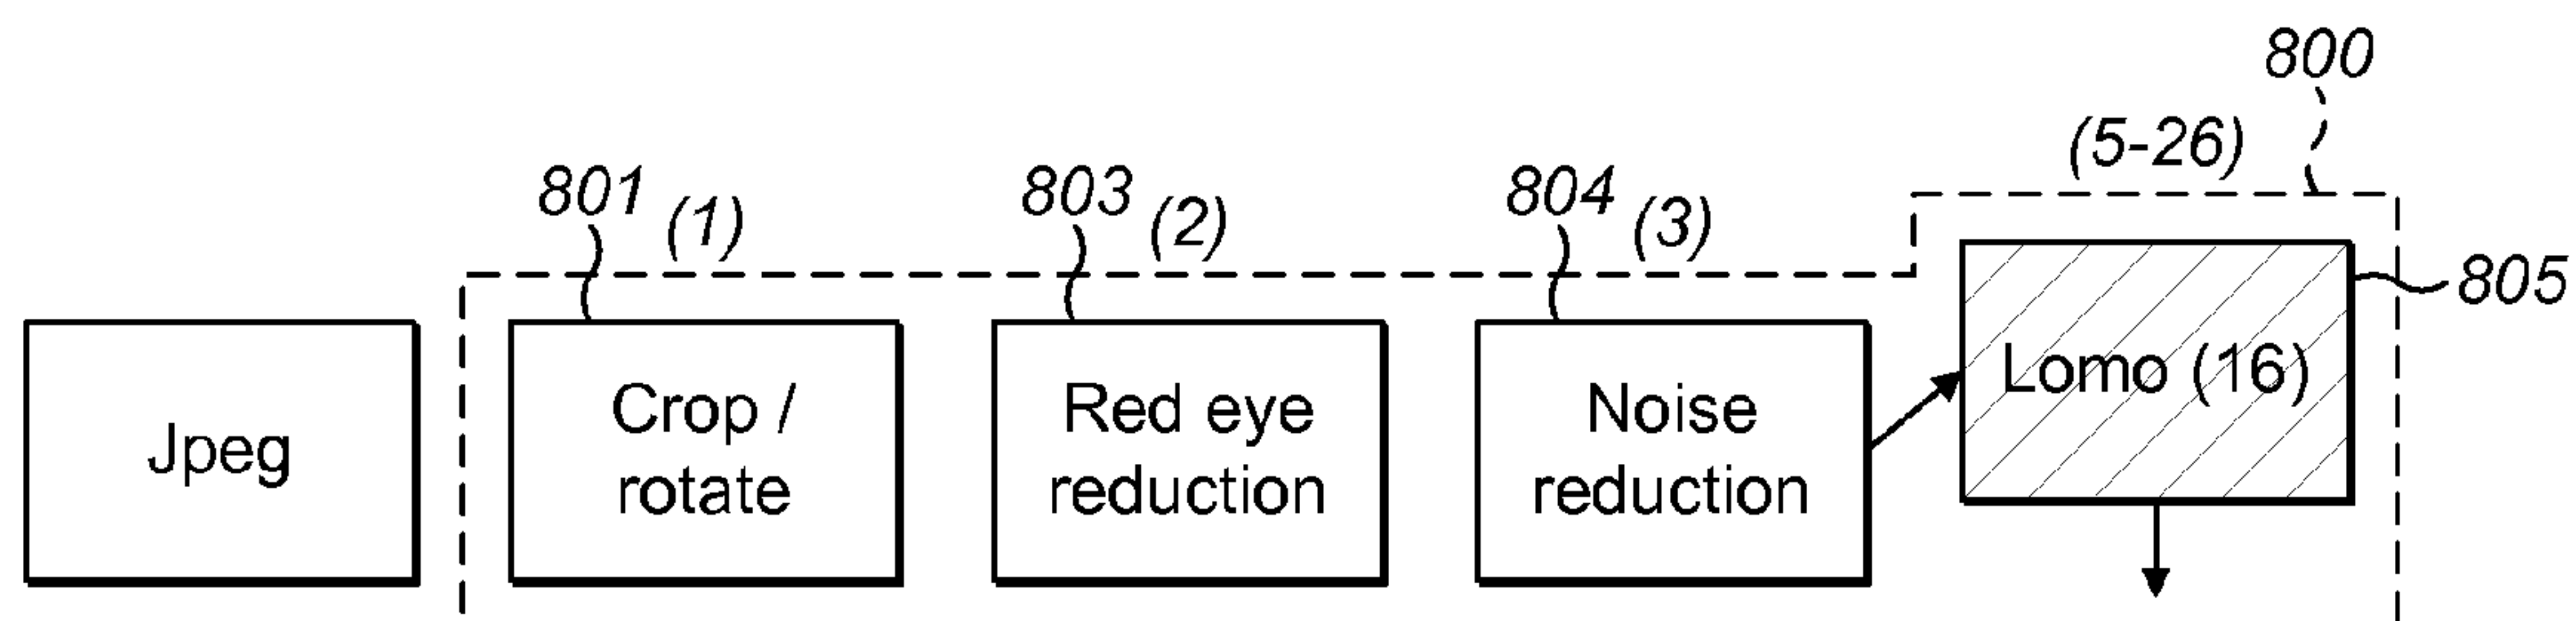 800
(5-26)
801 (1)
803 (2)
804 (3)
805
Jpeg
Crop /
rotate
Red eye
reduction
Noise
reduction
Lomo (16)